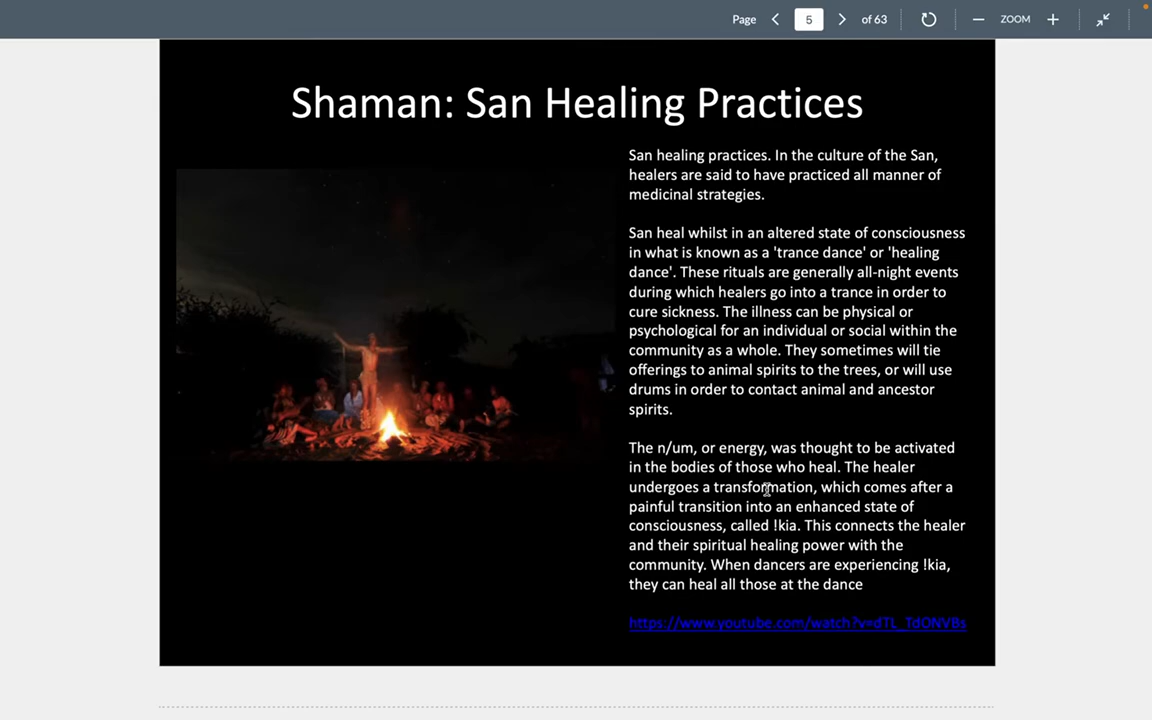 Page 5 of 63 ZOOM
Shaman: San Healing Practices
San healing practices. In the culture of the San,
healers are said to have practiced all manner of
medicinal strategies.
San heal whilst in an altered state of consciousness
in what is known as a 'trance dance' or 'healing
dance'. These rituals are generally all-night events
during which healers go into a trance in order to
cure sickness. The illness can be physical or
psychological for an individual or social within the
community as a whole. They sometimes will tie
offerings to animal spirits to the trees, or will use
drums in order to contact animal and ancestor
spirits.
The n/um, or energy, was thought to be activated
in the bodies of those who heal. The healer
undergoes a transformation, which comes after a
painful transition into an enhanced state of
consciousness, called !kia. This connects the healer
and their spiritual healing power with the
community. When dancers are experiencing !kia,
they can heal all those at the dance
https://www.youtube.com/watch?v=dTL_TdONVBs